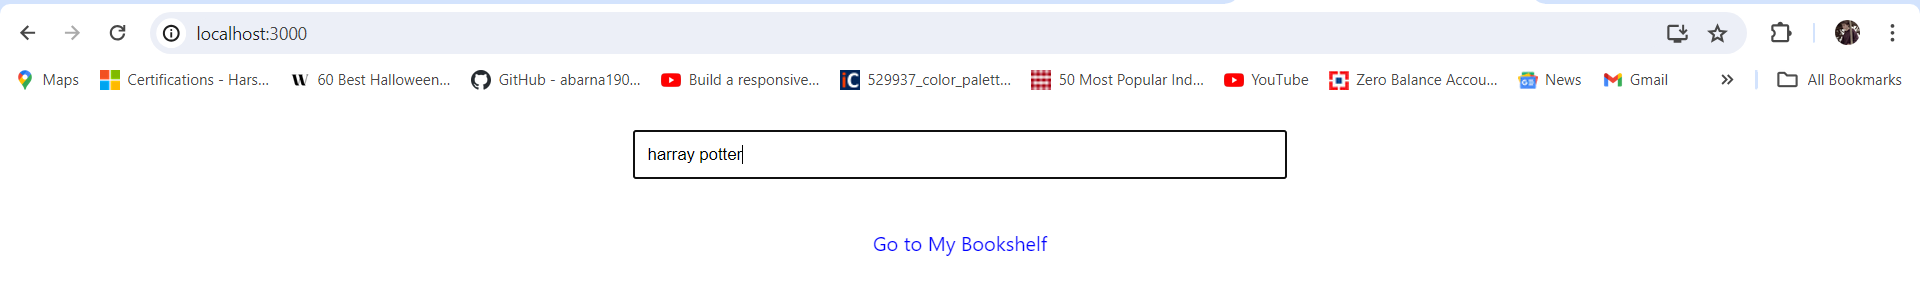 localhost:3000
Maps Certifications - Hars... W 60 Best Halloween... GitHub - abarna190... Build a responsive... iC 529937_color_palett... 50 Most Popular Ind... YouTube Zero Balance Accou... News Gmail » All Bookmarks
harray potter
Go to My Bookshelf